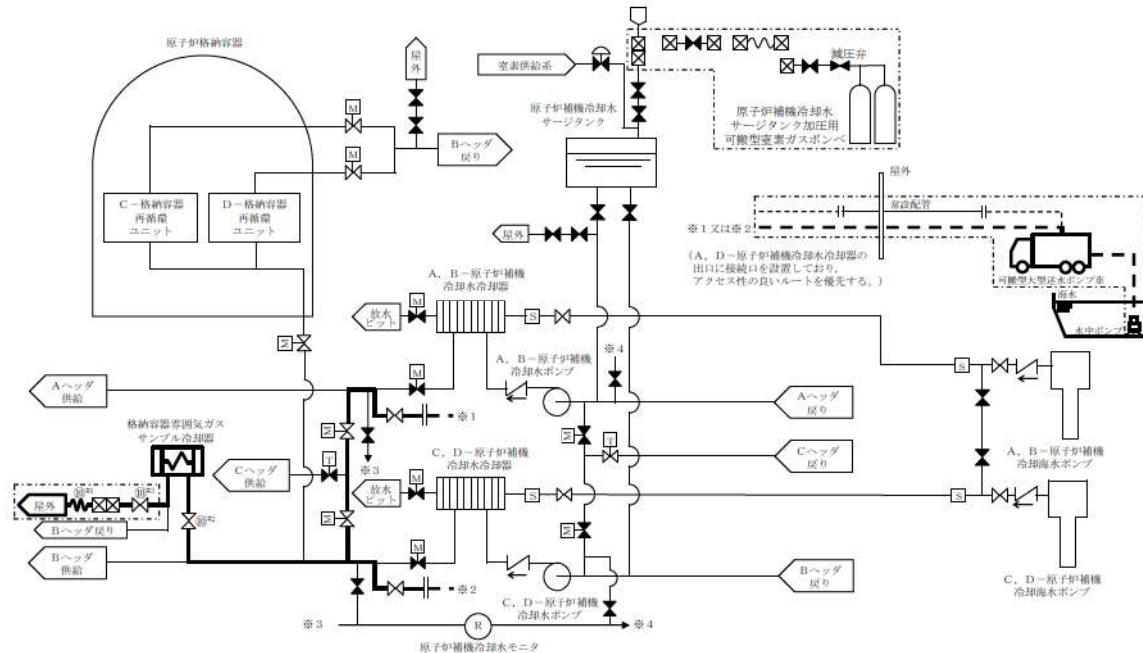 原子炉格納容器
屋外
M
M
Bヘッダ
戻り
C－格納容器
再循環
ユニット
D－格納容器
再循環
ユニット
窒素供給系
原子炉補機冷却水
サージタンク
減圧弁
原子炉補機冷却水
サージタンク加圧用
可搬型窒素ガスボンベ
屋外
常設配管
※1又は※2
(A，D－原子炉補機冷却水冷却器の
出口に接続口を設置しており，
アクセス性の良いルートを優先する。)
可搬型大型送水ポンプ車
海水
水中ポンプ
屋外
A，B－原子炉補機
冷却水冷却器
放水
ピット
M
S
M
※4
A，B－原子炉補機
冷却水ポンプ
S
Aヘッダ
供給
M
※1
Aヘッダ
戻り
A，B－原子炉補機
冷却海水ポンプ
格納容器雰囲気ガス
サンプル冷却器
M
※3
M
T
Cヘッダ
供給
T
C，D－原子炉補機
冷却水冷却器
Cヘッダ
戻り
放水
ピット
M
S
S
屋外
M
M
Bヘッダ戻り
Bヘッダ
供給
M
※2
C，D－原子炉補機
冷却水ポンプ
Bヘッダ
戻り
C，D－原子炉補機
冷却海水ポンプ
※3
R
※4
原子炉補機冷却水モニタ